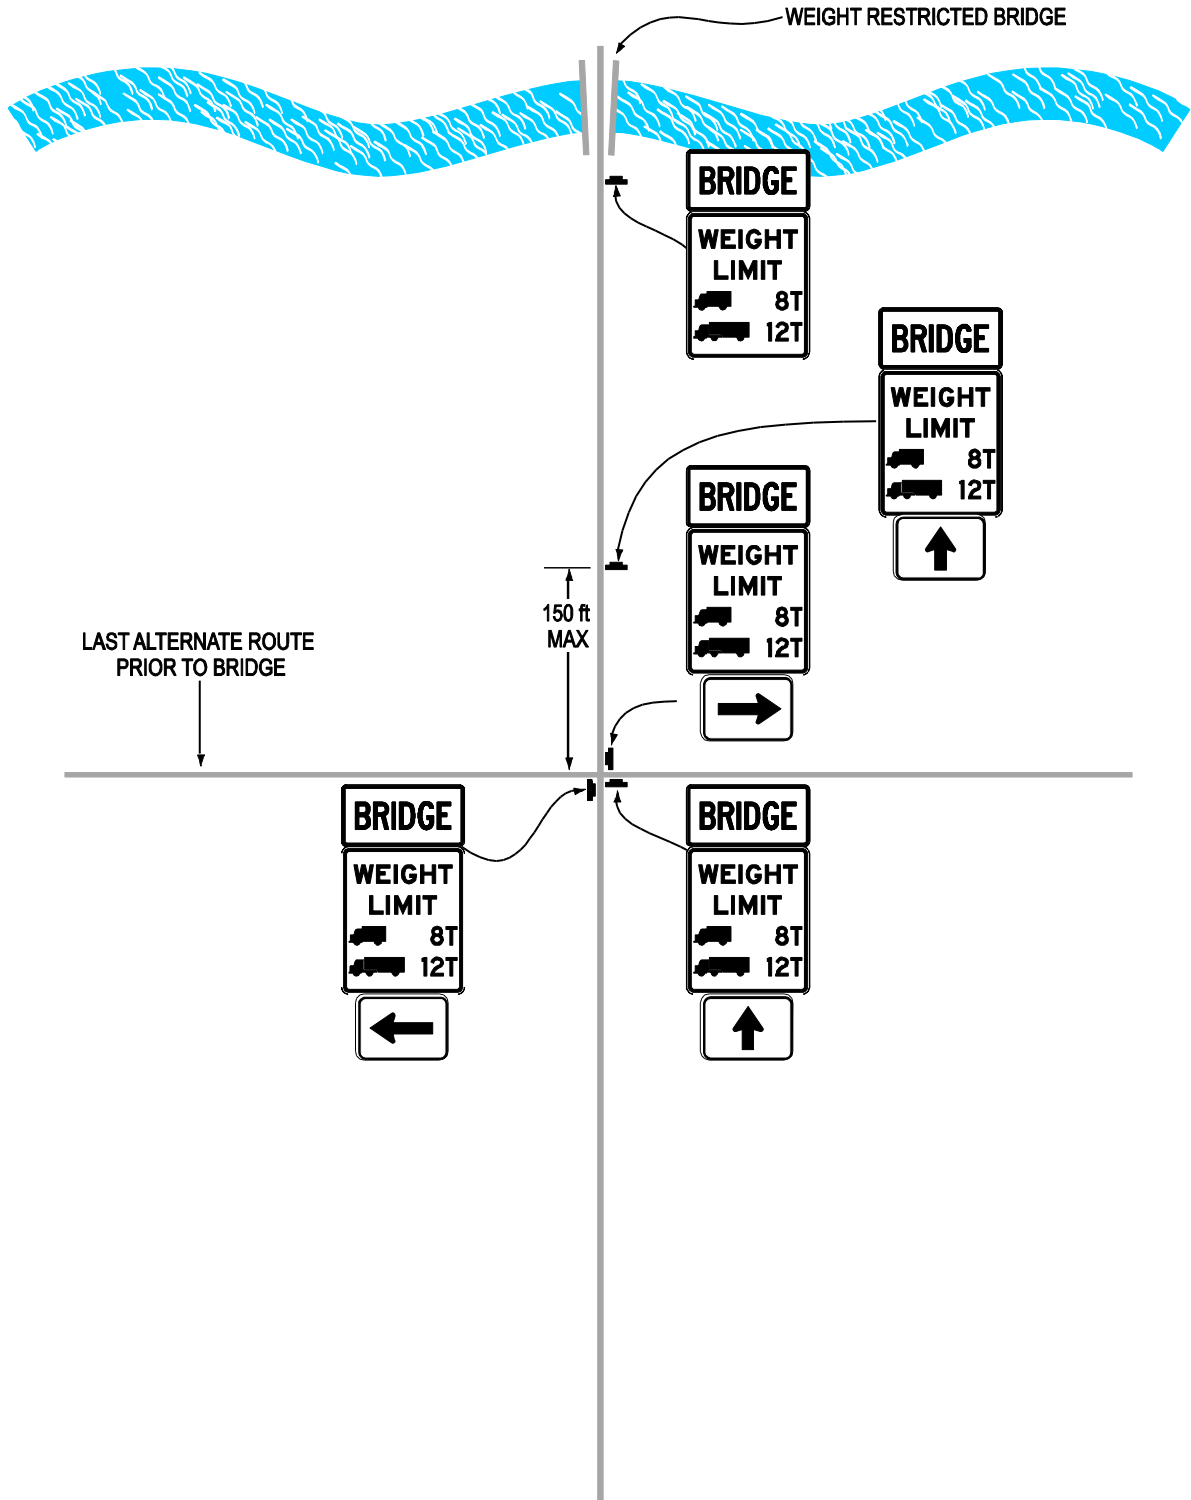 WEIGHT RESTRICTED BRIDGE
BRIDGE
WEIGHT
LIMIT
8T
12T
BRIDGE
WEIGHT
LIMIT
8T
12T
BRIDGE
WEIGHT
LIMIT
8T
12T
150 ft
MAX
LAST ALTERNATE ROUTE
PRIOR TO BRIDGE
BRIDGE
WEIGHT
LIMIT
8T
12T
BRIDGE
WEIGHT
LIMIT
8T
12T